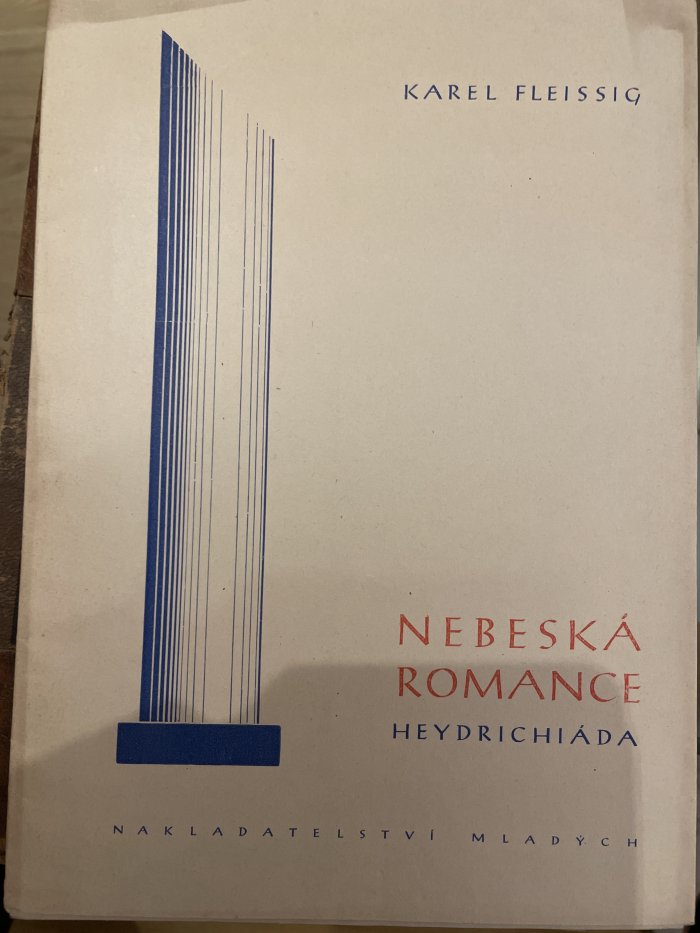 KAREL FLEISSIG
NEBESKÁ
ROMANCE
HEYDRICHIÁDA
NAKLADATELSTVÍ MLADÝCH